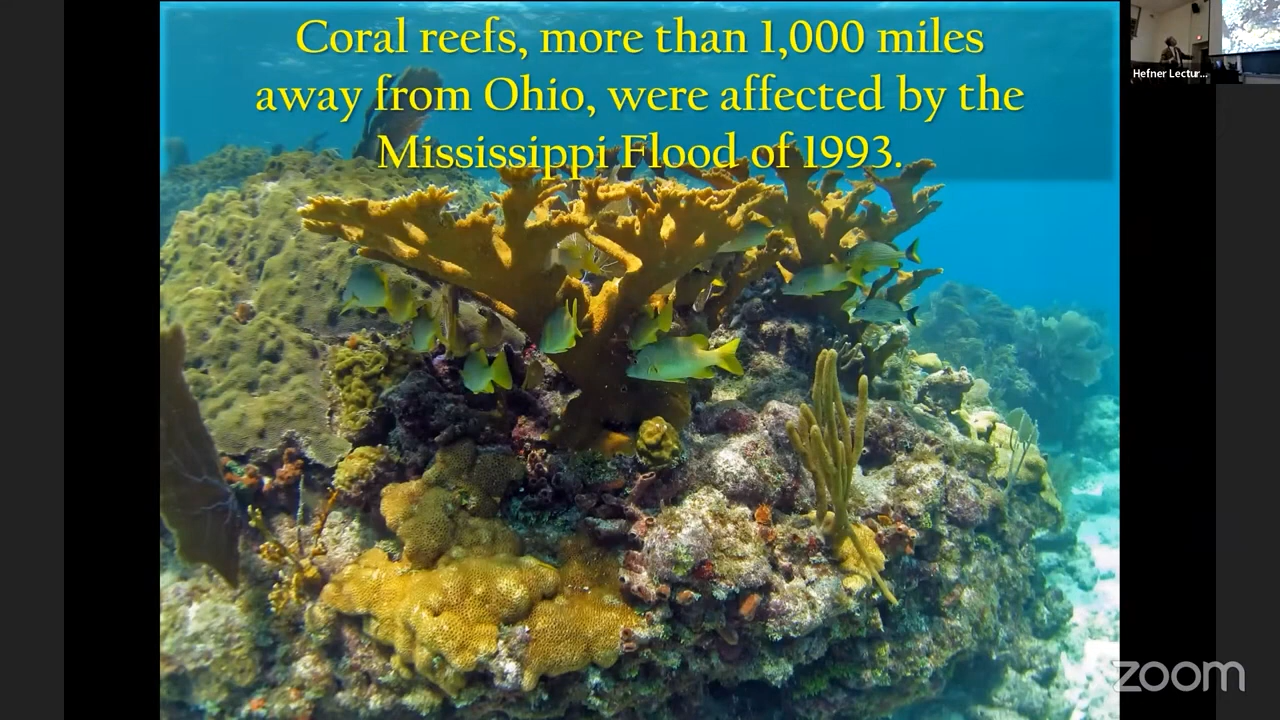 Coral reefs, more than 1,000 miles
away from Ohio, were affected by the
Mississippi Flood of 1993.
Hefner Lectur...
zoom